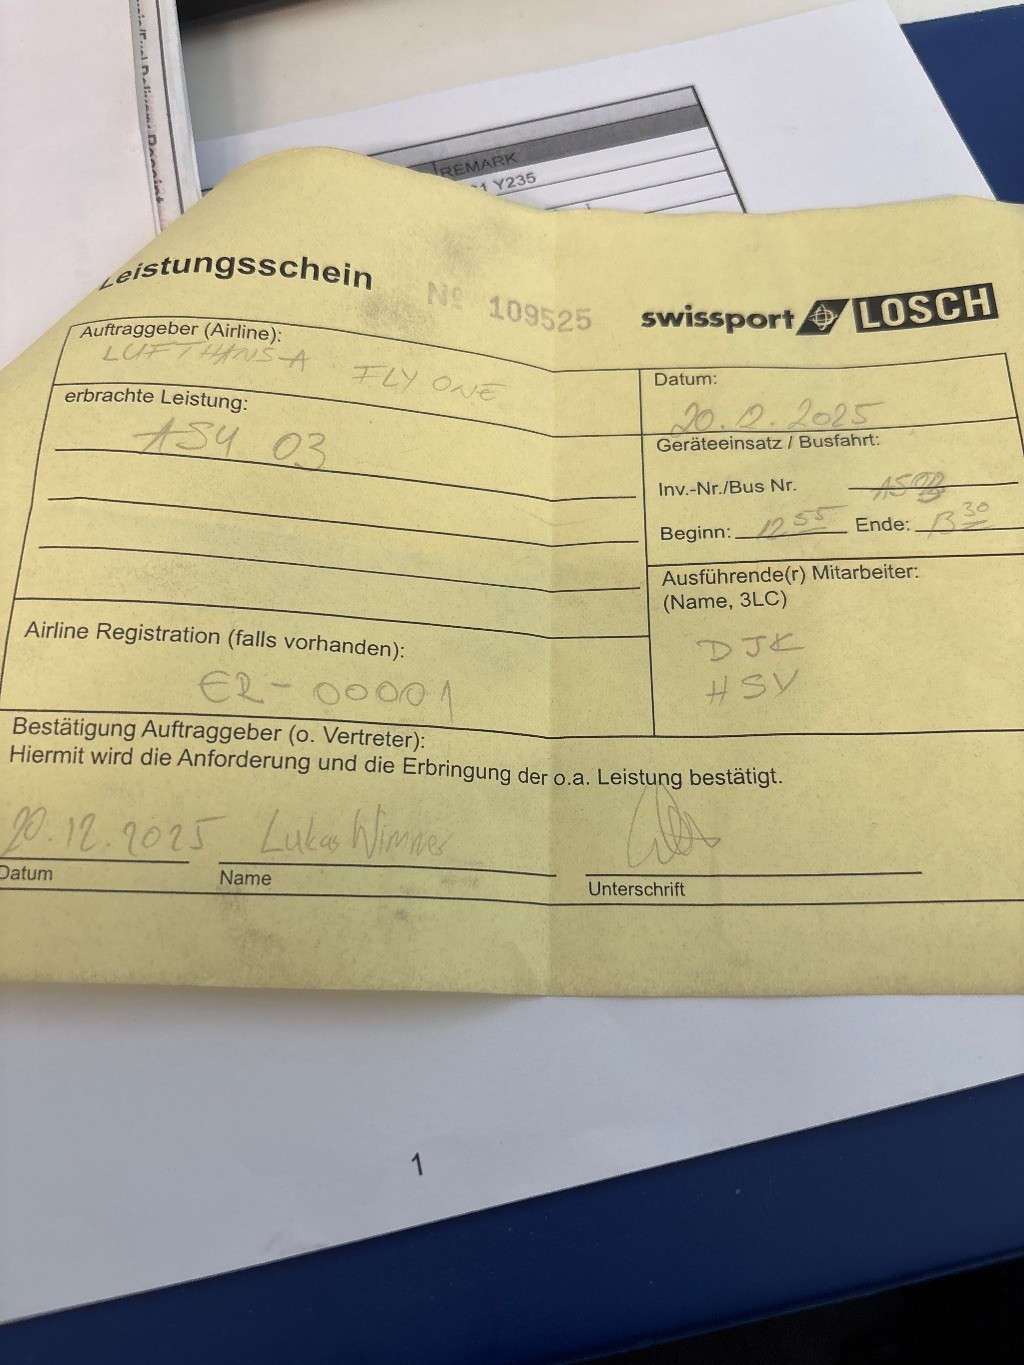 REMARK
Y235
Leistungsschein
Nº 109525
swissport LOSCH
Auftraggeber (Airline):
LUFTHANSA FLY ONE
Datum:
20.12.2025
erbrachte Leistung:
ASU 03
Geräteeinsatz / Busfahrt:
Inv.-Nr./Bus Nr.
Beginn: 12 55 Ende: 13 30
Ausführende(r) Mitarbeiter:
(Name, 3LC)
DJK
HSV
Airline Registration (falls vorhanden):
ER-00001
Bestätigung Auftraggeber (o. Vertreter):
Hiermit wird die Anforderung und die Erbringung der o.a. Leistung bestätigt.
20.12.2025 Lukas Wimmer
Datum Name Unterschrift
1